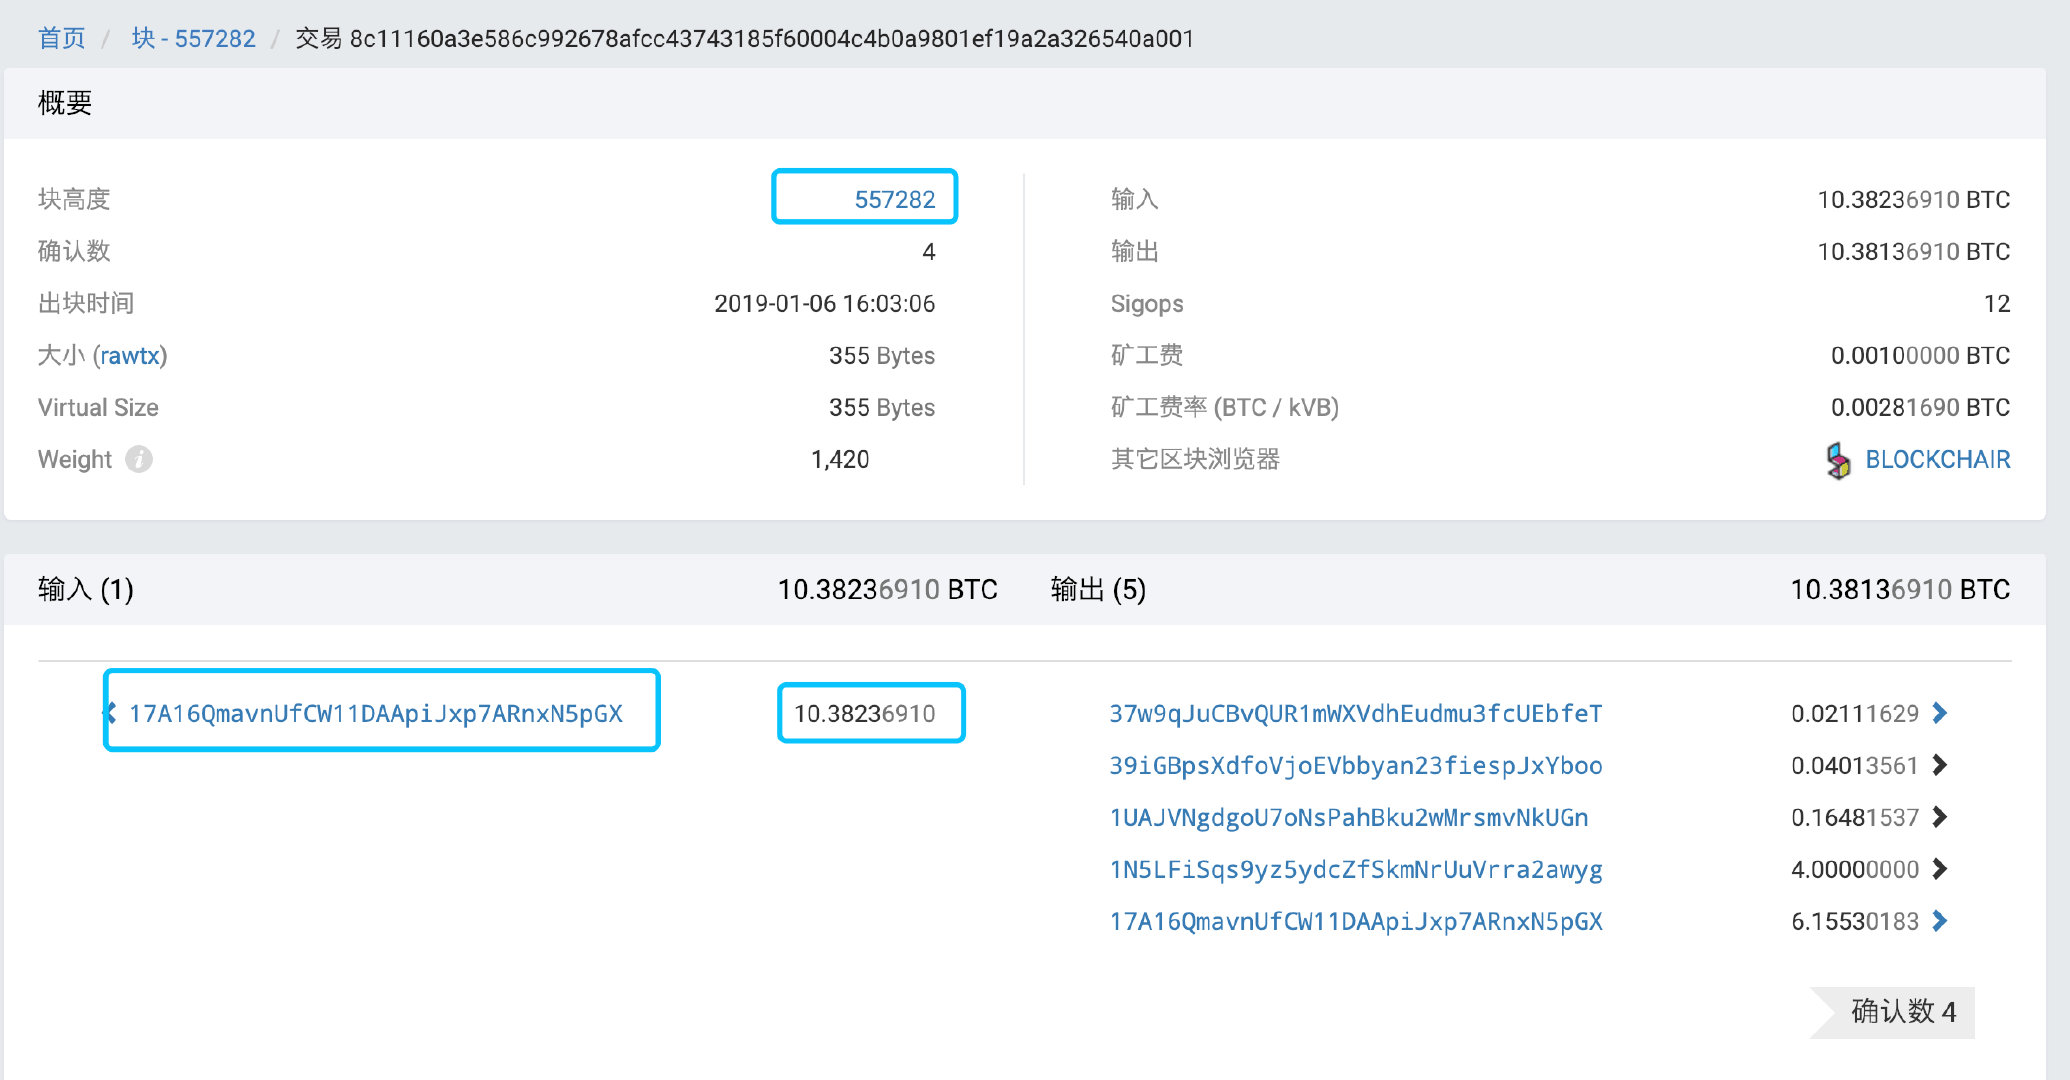 首页 / 块 - 557282 / 交易 8c11160a3e586c992678afcc43743185f60004c4b0a9801ef19a2a326540a001
概要
块高度 557282
确认数 4
出块时间 2019-01-06 16:03:06
大小 (rawtx) 355 Bytes
Virtual Size 355 Bytes
Weight i 1,420
输入 10.38236910 BTC
输出 10.38136910 BTC
Sigops 12
矿工费 0.00100000 BTC
矿工费率 (BTC / kVB) 0.00281690 BTC
其它区块浏览器 BLOCKCHAIR
输入 (1) 10.38236910 BTC
17A16QmavnUfCW11DAApiJxp7ARnxN5pGX 10.38236910
输出 (5) 10.38136910 BTC
37w9qJuCBvQUR1mWXVdhEudmu3fcUEbfeT 0.02111629
39iGBpsXdfoVjoEVbbyan23fiespJxYboo 0.04013561
1UAJVNgdgoU7oNsPahBku2wMrsmvNkUGn 0.16481537
1N5LFiSqs9yz5ydcZfSkmNrUuVrra2awyg 4.00000000
17A16QmavnUfCW11DAApiJxp7ARnxN5pGX 6.15530183
确认数 4